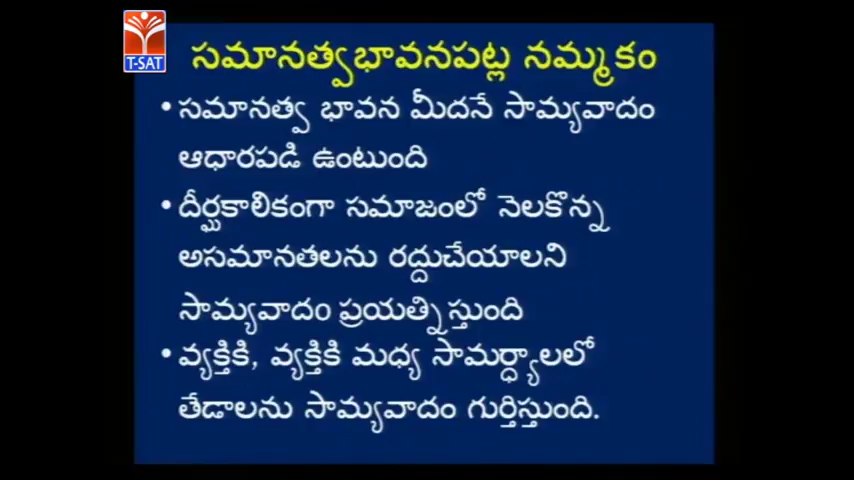 T-SAT
సమానత్వభావనపట్ల నమ్మకం
• సమానత్వ భావన మీదనే సామ్యవాదం
ఆధారపడి ఉంటుంది
• దీర్ఘకాలికంగా సమాజంలో నెలకొన్న
అసమానతలను రద్దుచేయాలని
సామ్యవాదం ప్రయత్నిస్తుంది
• వ్యక్తికి, వ్యక్తికి మధ్య సామర్ధ్యాలలో
తేడాలను సామ్యవాదం గుర్తిస్తుంది.